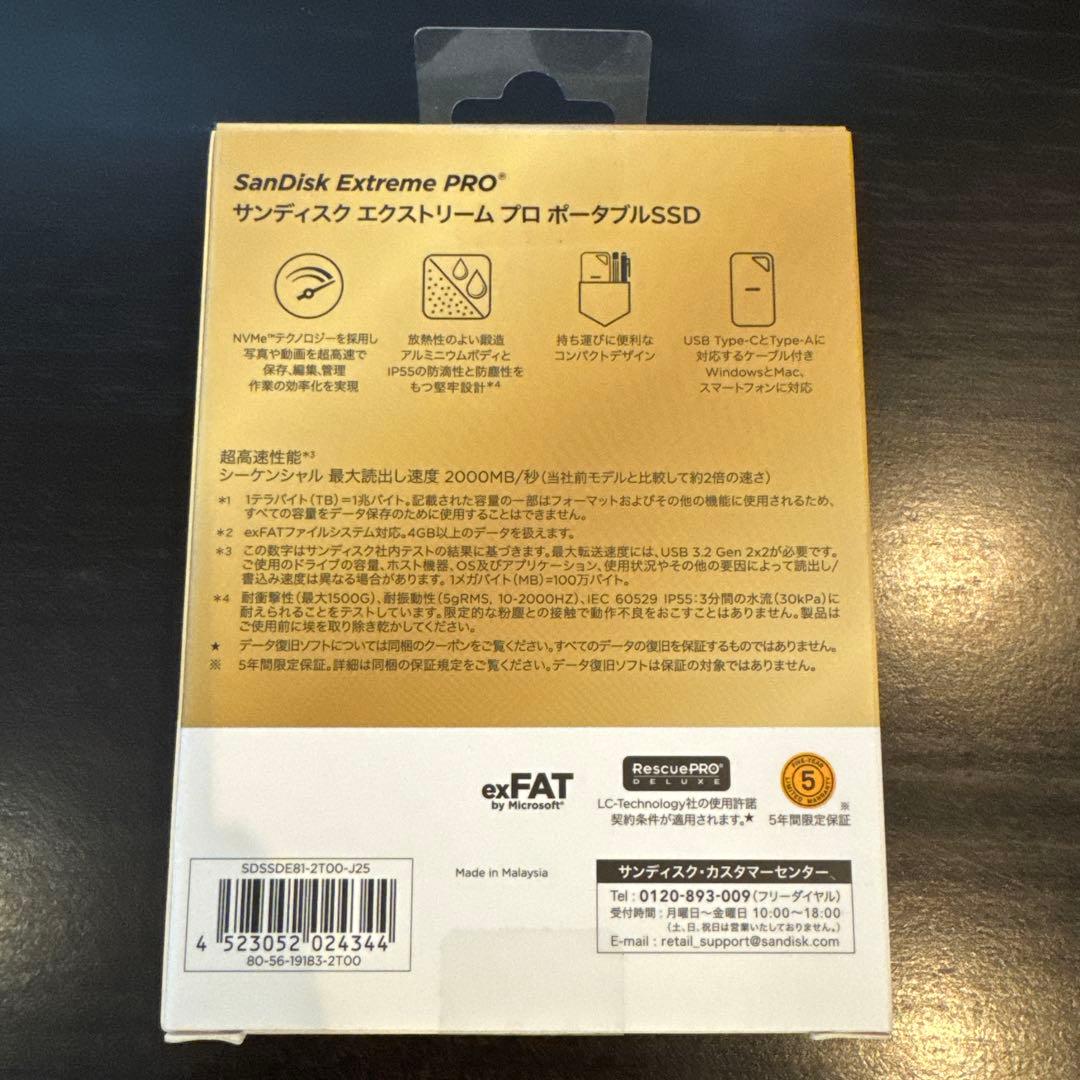 SanDisk Extreme PRO®
サンディスク エクストリーム プロ ポータブルSSD
NVMe™テクノロジーを採用し
写真や動画を超高速で
保存、編集、管理
作業の効率化を実現
放熱性のよい鍛造
アルミニウムボディと
IP55の防滴性と防塵性を
もつ堅牢設計*4
持ち運びに便利な
コンパクトデザイン
USB Type-CとType-Aに
対応するケーブル付き
WindowsとMac、
スマートフォンに対応
超高速性能*3
シーケンシャル 最大読出し速度 2000MB/秒(当社前モデルと比較して約2倍の速さ)
*1 1テラバイト(TB)=1兆バイト。記載された容量の一部はフォーマットおよびその他の機能に使用されるため、
すべての容量をデータ保存のために使用することはできません。
*2 exFATファイルシステム対応。4GB以上のデータを扱えます。
*3 この数字はサンディスク社内テストの結果に基づきます。最大転送速度には、USB 3.2 Gen 2x2が必要です。
ご使用のドライブの容量、ホスト機器、OS及びアプリケーション、使用状況やその他の要因によって読出し/
書込み速度は異なる場合があります。1メガバイト(MB)=100万バイト。
*4 耐衝撃性(最大1500G)、耐振動性(5gRMS, 10-2000HZ)、IEC 60529 IP55:3分間の水流(30kPa)に
耐えられることをテストしています。限定的な粉塵との接触で動作不良をおこすことはありません。製品は
ご使用前に埃を取り除き乾かしてください。
★ データ復旧ソフトについては同梱のクーポンをご覧ください。すべてのデータの復旧を保証するものではありません。
※ 5年間限定保証。詳細は同梱の保証規定をご覧ください。データ復旧ソフトは保証の対象ではありません。
exFAT
by Microsoft®
RescuePRO®
DELUXE
LC-Technology社の使用許諾
契約条件が適用されます。★
FIVE-YEAR
5
LIMITED WARRANTY
※
5年間限定保証
SDSSDE81-2T00-J25
4 523052 024344
80-56-19183-2T00
Made in Malaysia
サンディスク・カスタマーセンター
Tel : 0120-893-009(フリーダイヤル)
受付時間 : 月曜日〜金曜日 10:00〜18:00
(土、日、祝日は営業いたしておりません。)
E-mail : retail_support@sandisk.com